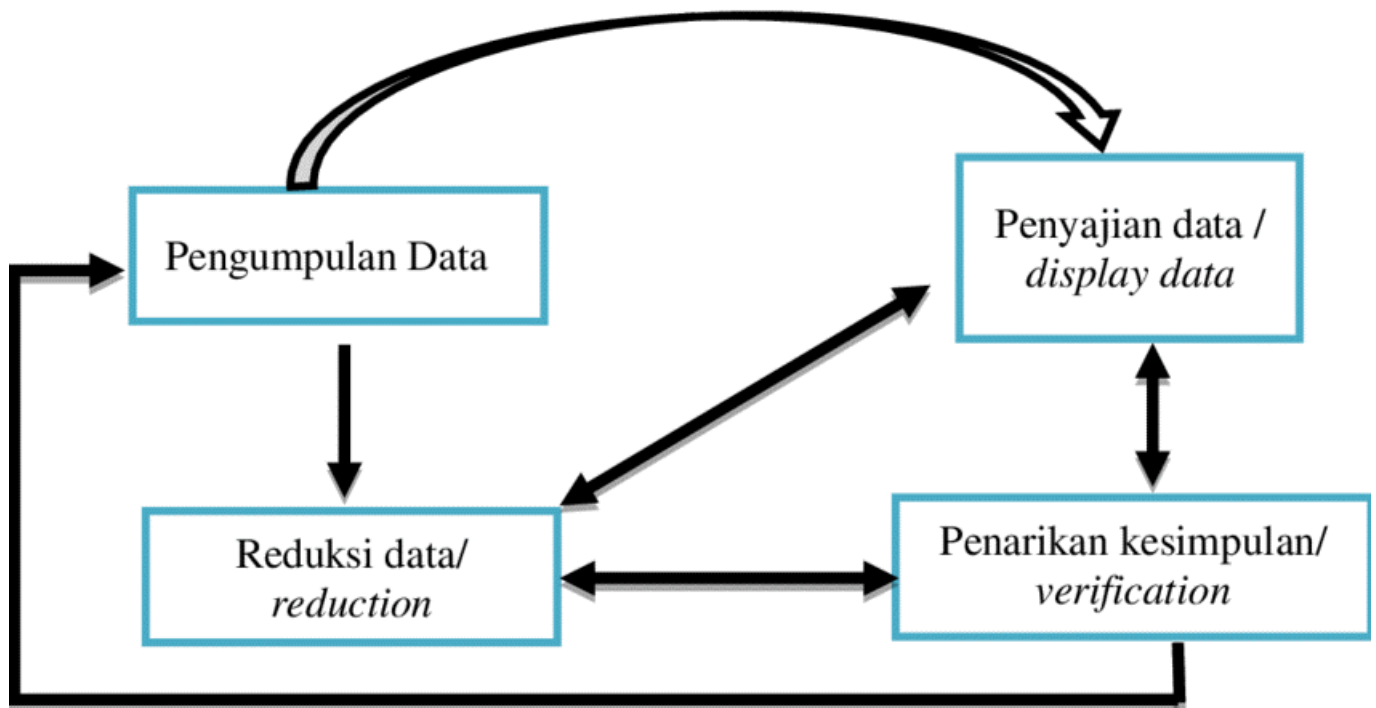 Pengumpulan Data
Penyajian data /
display data
Reduksi data/
reduction
Penarikan kesimpulan/
verification